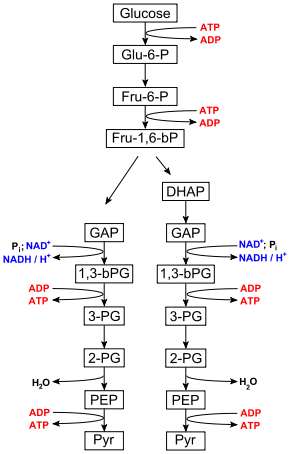 Glucose
ATP
ADP
Glu-6-P
Fru-6-P
ATP
ADP
Fru-1,6-bP
DHAP
GAP
GAP
Pi; NAD+
NADH / H+
NAD+; Pi
NADH / H+
1,3-bPG
1,3-bPG
ADP
ATP
ADP
ATP
3-PG
3-PG
2-PG
2-PG
H2O
H2O
PEP
PEP
ADP
ATP
ADP
ATP
Pyr
Pyr